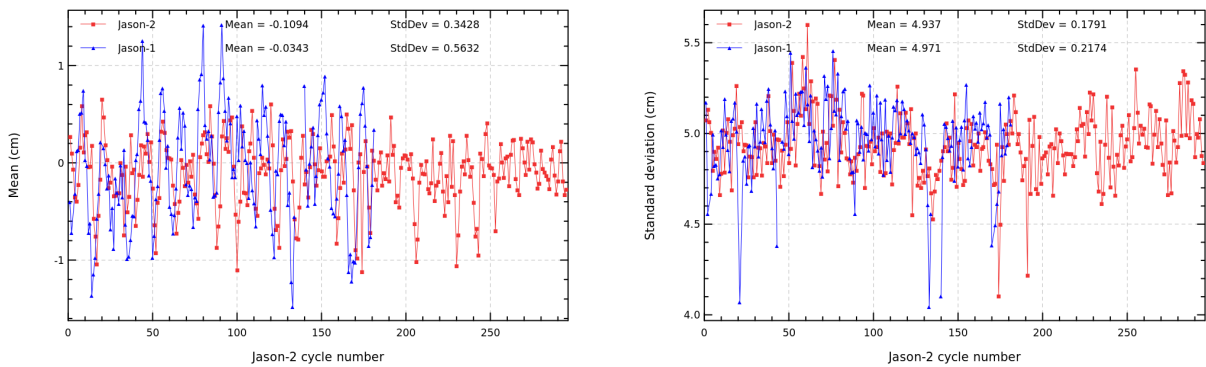 Jason-2 Mean = -0.1094 StdDev = 0.3428
Jason-1 Mean = -0.0343 StdDev = 0.5632
1
0
-1
Mean (cm)
0 50 100 150 200 250
Jason-2 cycle number
Jason-2 Mean = 4.937 StdDev = 0.1791
Jason-1 Mean = 4.971 StdDev = 0.2174
5.5
5.0
4.5
4.0
Standard deviation (cm)
0 50 100 150 200 250
Jason-2 cycle number